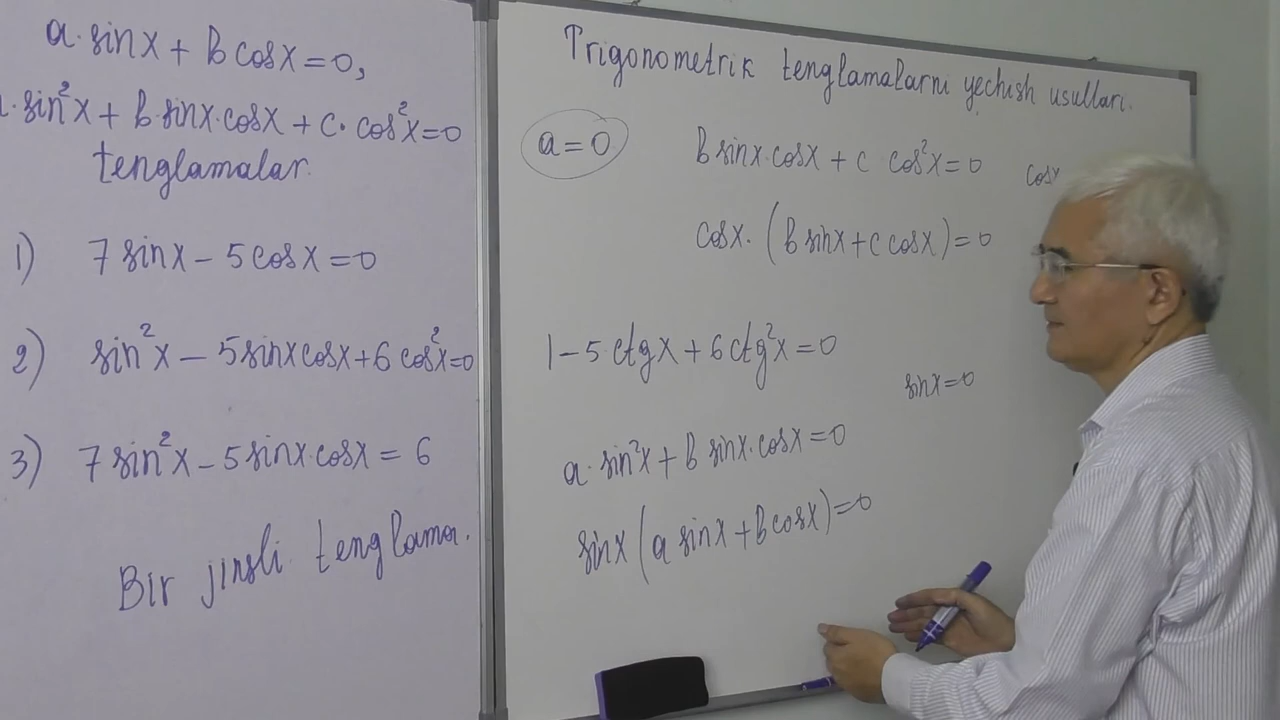 a·sinx + b cosx = 0,
a·sin²x + b·sinx·cosx + c·cos²x = 0
tenglamalar.
1) 7 sinx – 5 cosx = 0
2) sin²x – 5 sinx cosx + 6 cos²x = 0
3) 7 sin²x – 5 sinx·cosx = 6
Bir jinsli tenglama.
Trigonometrik tenglamalarni yechish usullari.
a = 0 b sinx·cosx + c cos²x = 0 cosx
cosx·(b sinx + c cosx) = 0
1 – 5 ctgx + 6 ctg²x = 0
sinx = 0
a·sin²x + b sinx·cosx = 0
sinx (a sinx + b cosx) = 0